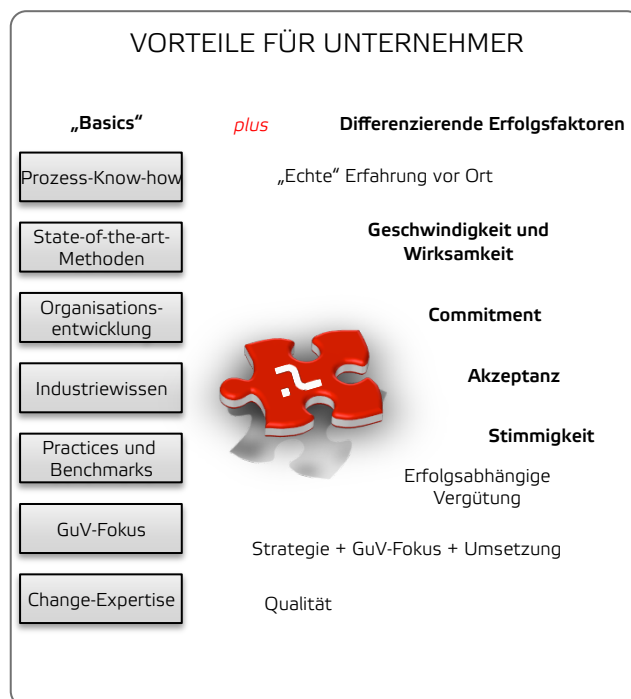 VORTEILE FÜR UNTERNEHMER
„Basics“ plus Differenzierende Erfolgsfaktoren
Prozess-Know-how
„Echte“ Erfahrung vor Ort
State-of-the-art-
Methoden
Geschwindigkeit und
Wirksamkeit
Organisations-
entwicklung
Commitment
Industriewissen
Akzeptanz
Practices und
Benchmarks
Stimmigkeit
Erfolgsabhängige
Vergütung
GuV-Fokus
Strategie + GuV-Fokus + Umsetzung
Change-Expertise
Qualität